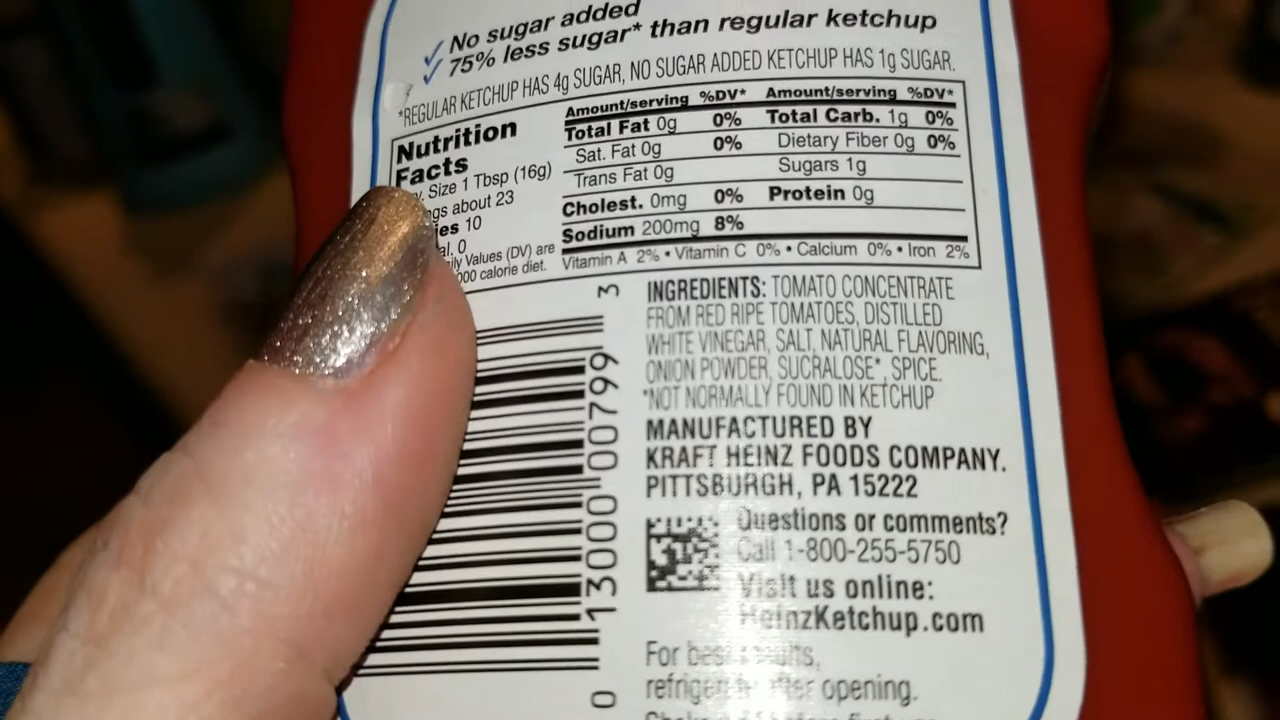 No sugar added
75% less sugar* than regular ketchup
*REGULAR KETCHUP HAS 4g SUGAR, NO SUGAR ADDED KETCHUP HAS 1g SUGAR.
Nutrition
Facts
Size 1 Tbsp (16g)
about 23
10
0
Values (DV) are
calorie diet.
Amount/serving %DV* Amount/serving %DV*
Total Fat 0g 0% Total Carb. 1g 0%
Sat. Fat 0g 0% Dietary Fiber 0g 0%
Trans Fat 0g Sugars 1g
Cholest. 0mg 0% Protein 0g
Sodium 200mg 8%
Vitamin A 2% • Vitamin C 0% • Calcium 0% • Iron 2%
INGREDIENTS: TOMATO CONCENTRATE
FROM RED RIPE TOMATOES, DISTILLED
WHITE VINEGAR, SALT, NATURAL FLAVORING,
ONION POWDER, SUCRALOSE*, SPICE.
*NOT NORMALLY FOUND IN KETCHUP
MANUFACTURED BY
KRAFT HEINZ FOODS COMPANY.
PITTSBURGH, PA 15222
Questions or comments?
Call 1-800-255-5750
Visit us online:
HeinzKetchup.com
For best results,
refrigerate after opening.
0 13000 00799 3